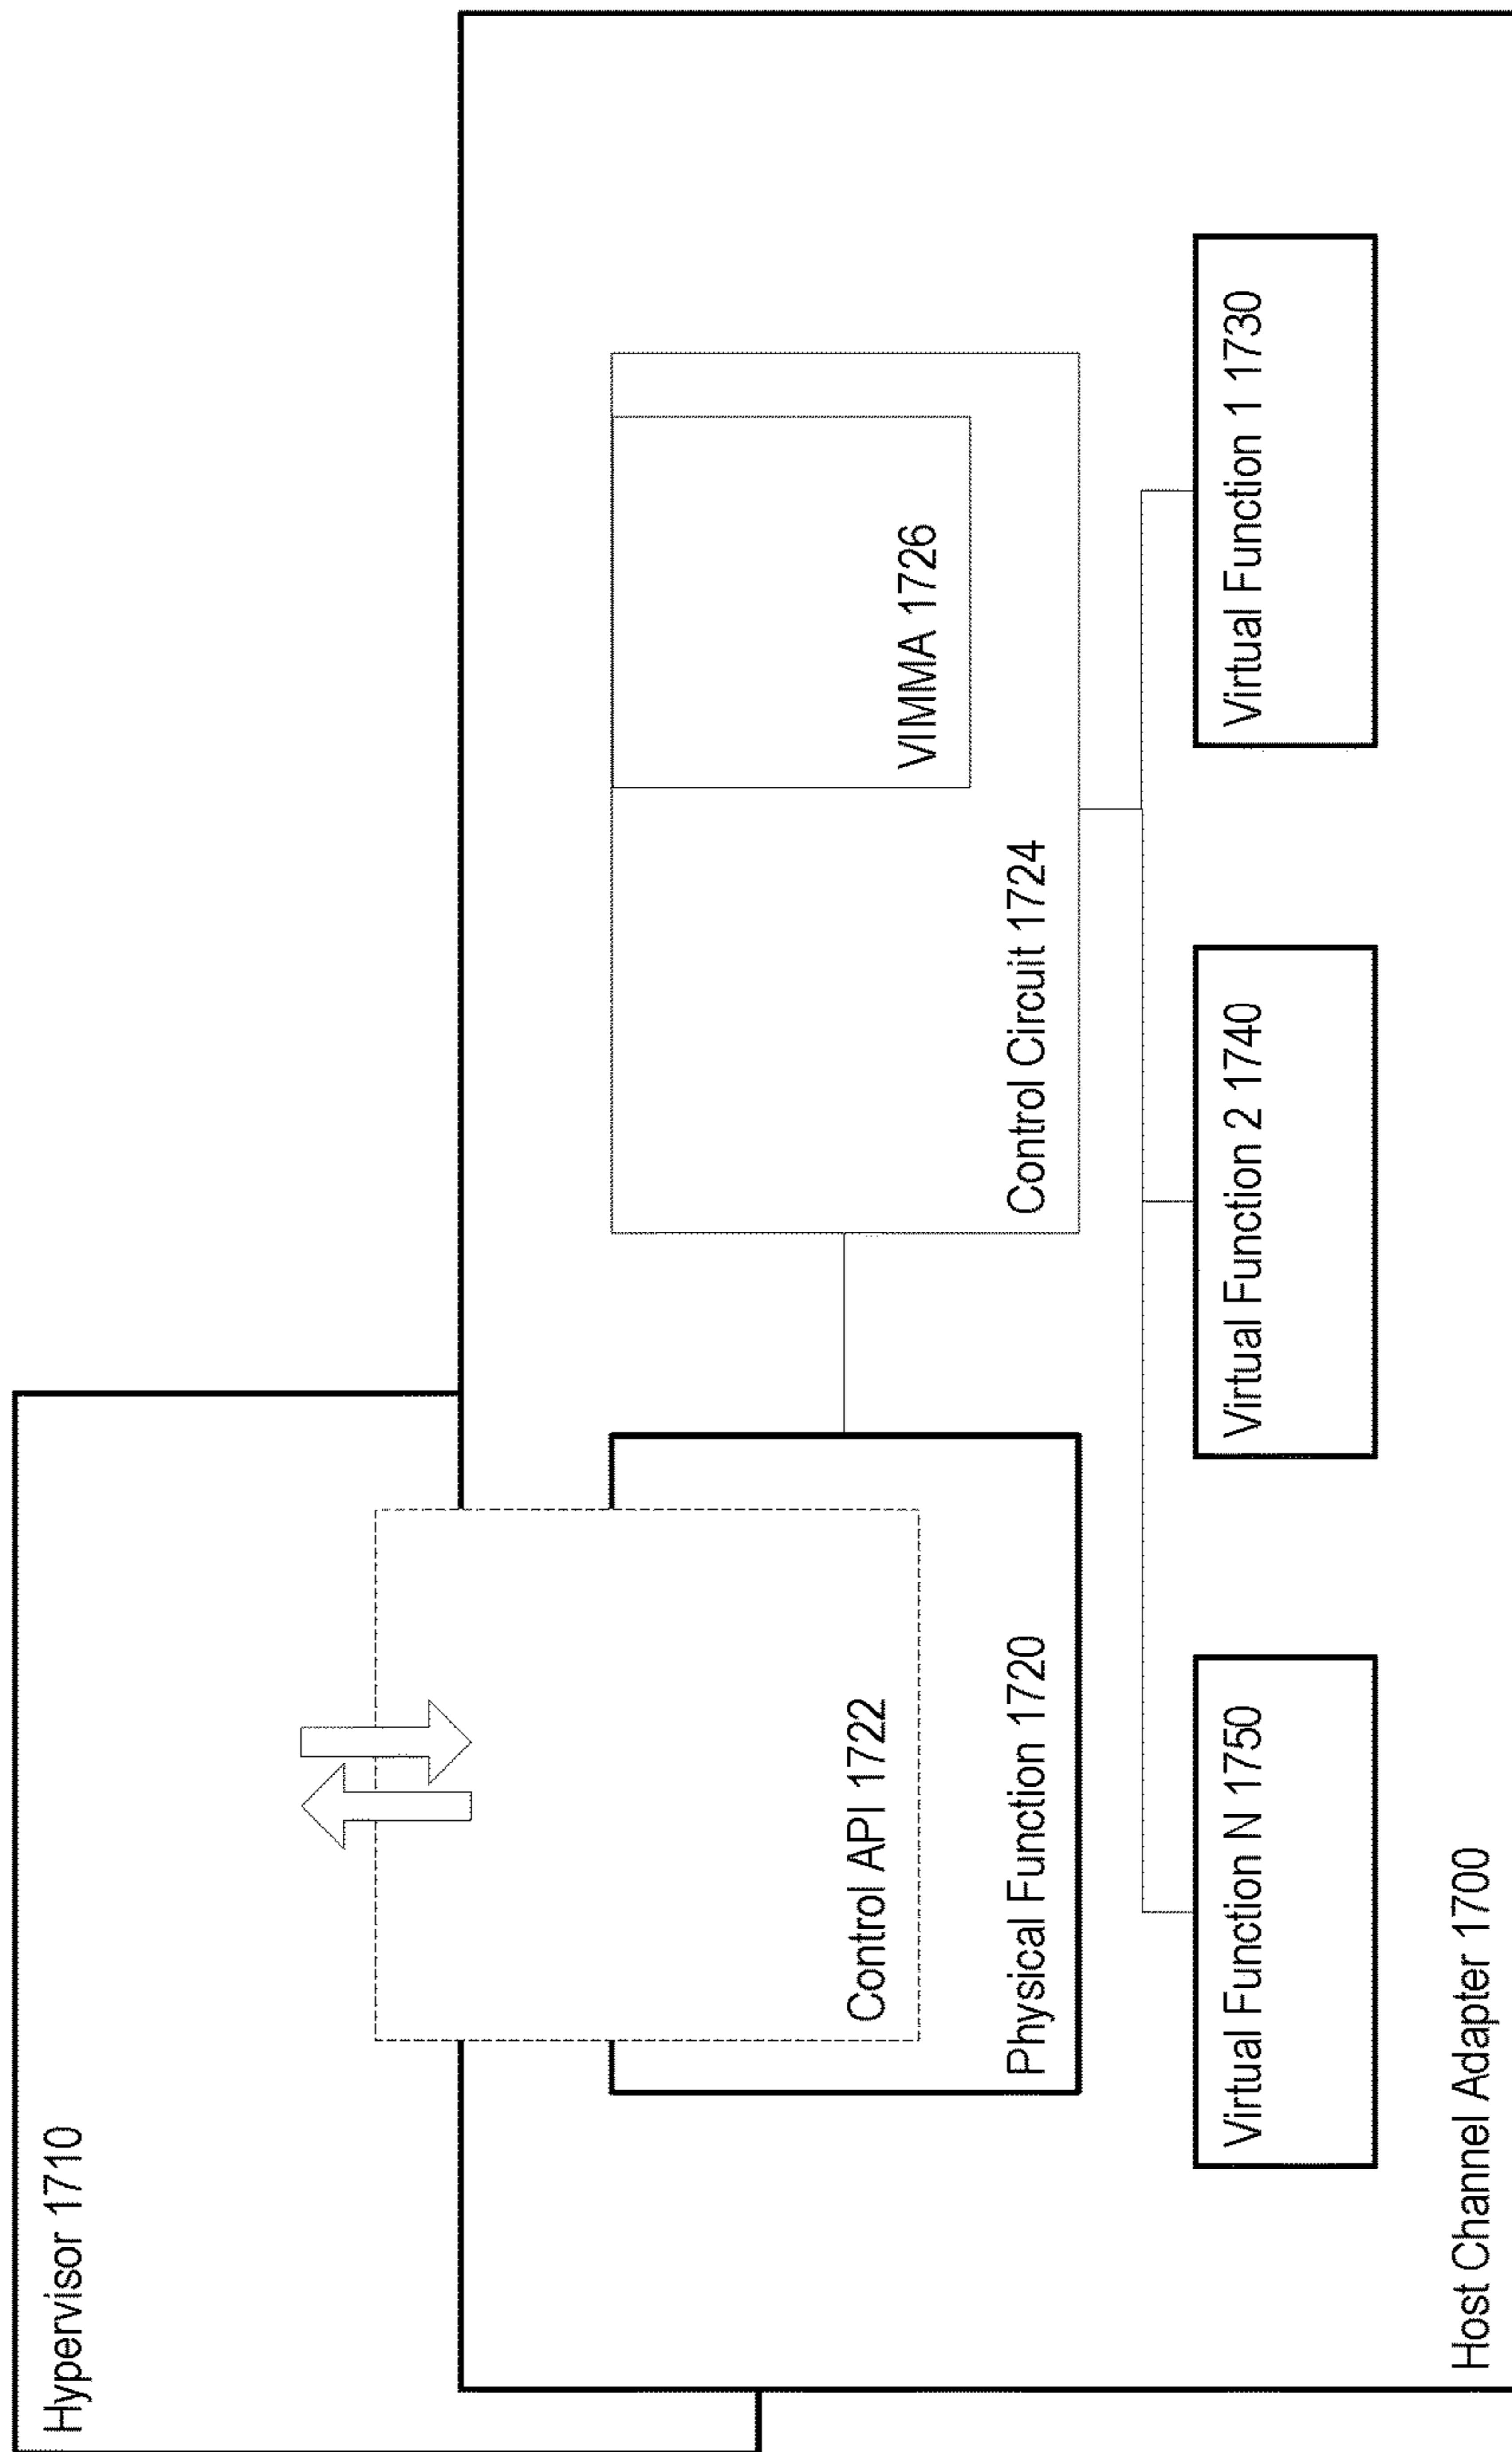 Hypervisor 1710
Control API 1722
Physical Function 1720
VIMMA 1726
Control Circuit 1724
Virtual Function N 1750
Virtual Function 2 1740
Virtual Function 1 1730
Host Channel Adapter 1700